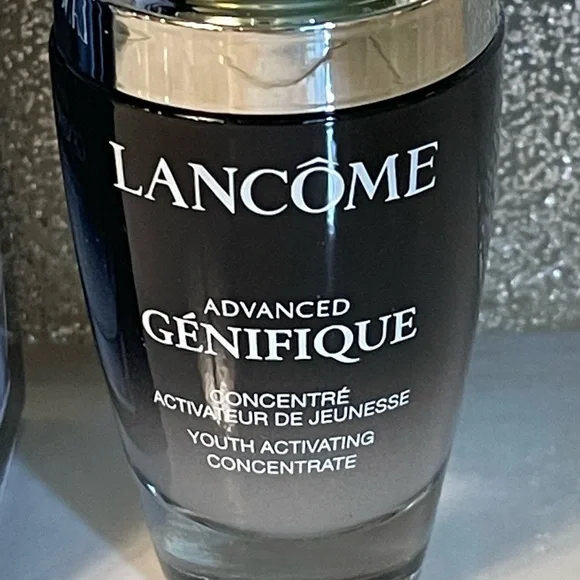 LANCÔME
ADVANCED
GÉNIFIQUE
CONCENTRÉ
ACTIVATEUR DE JEUNESSE
YOUTH ACTIVATING
CONCENTRATE